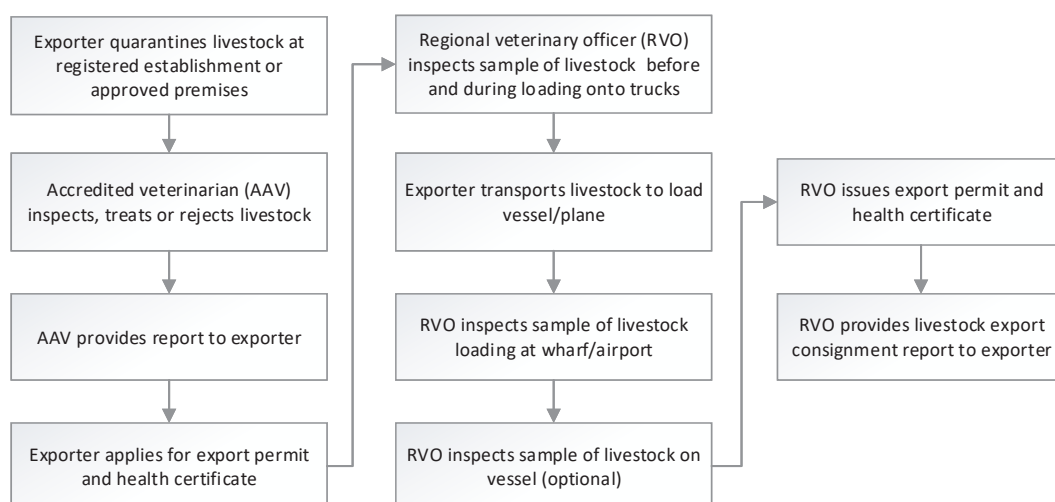 Exporter quarantines livestock at
registered establishment or
approved premises
Accredited veterinarian (AAV)
inspects, treats or rejects livestock
AAV provides report to exporter
Exporter applies for export permit
and health certificate
Regional veterinary officer (RVO)
inspects sample of livestock before
and during loading onto trucks
Exporter transports livestock to load
vessel/plane
RVO inspects sample of livestock
loading at wharf/airport
RVO inspects sample of livestock on
vessel (optional)
RVO issues export permit and
health certificate
RVO provides livestock export
consignment report to exporter